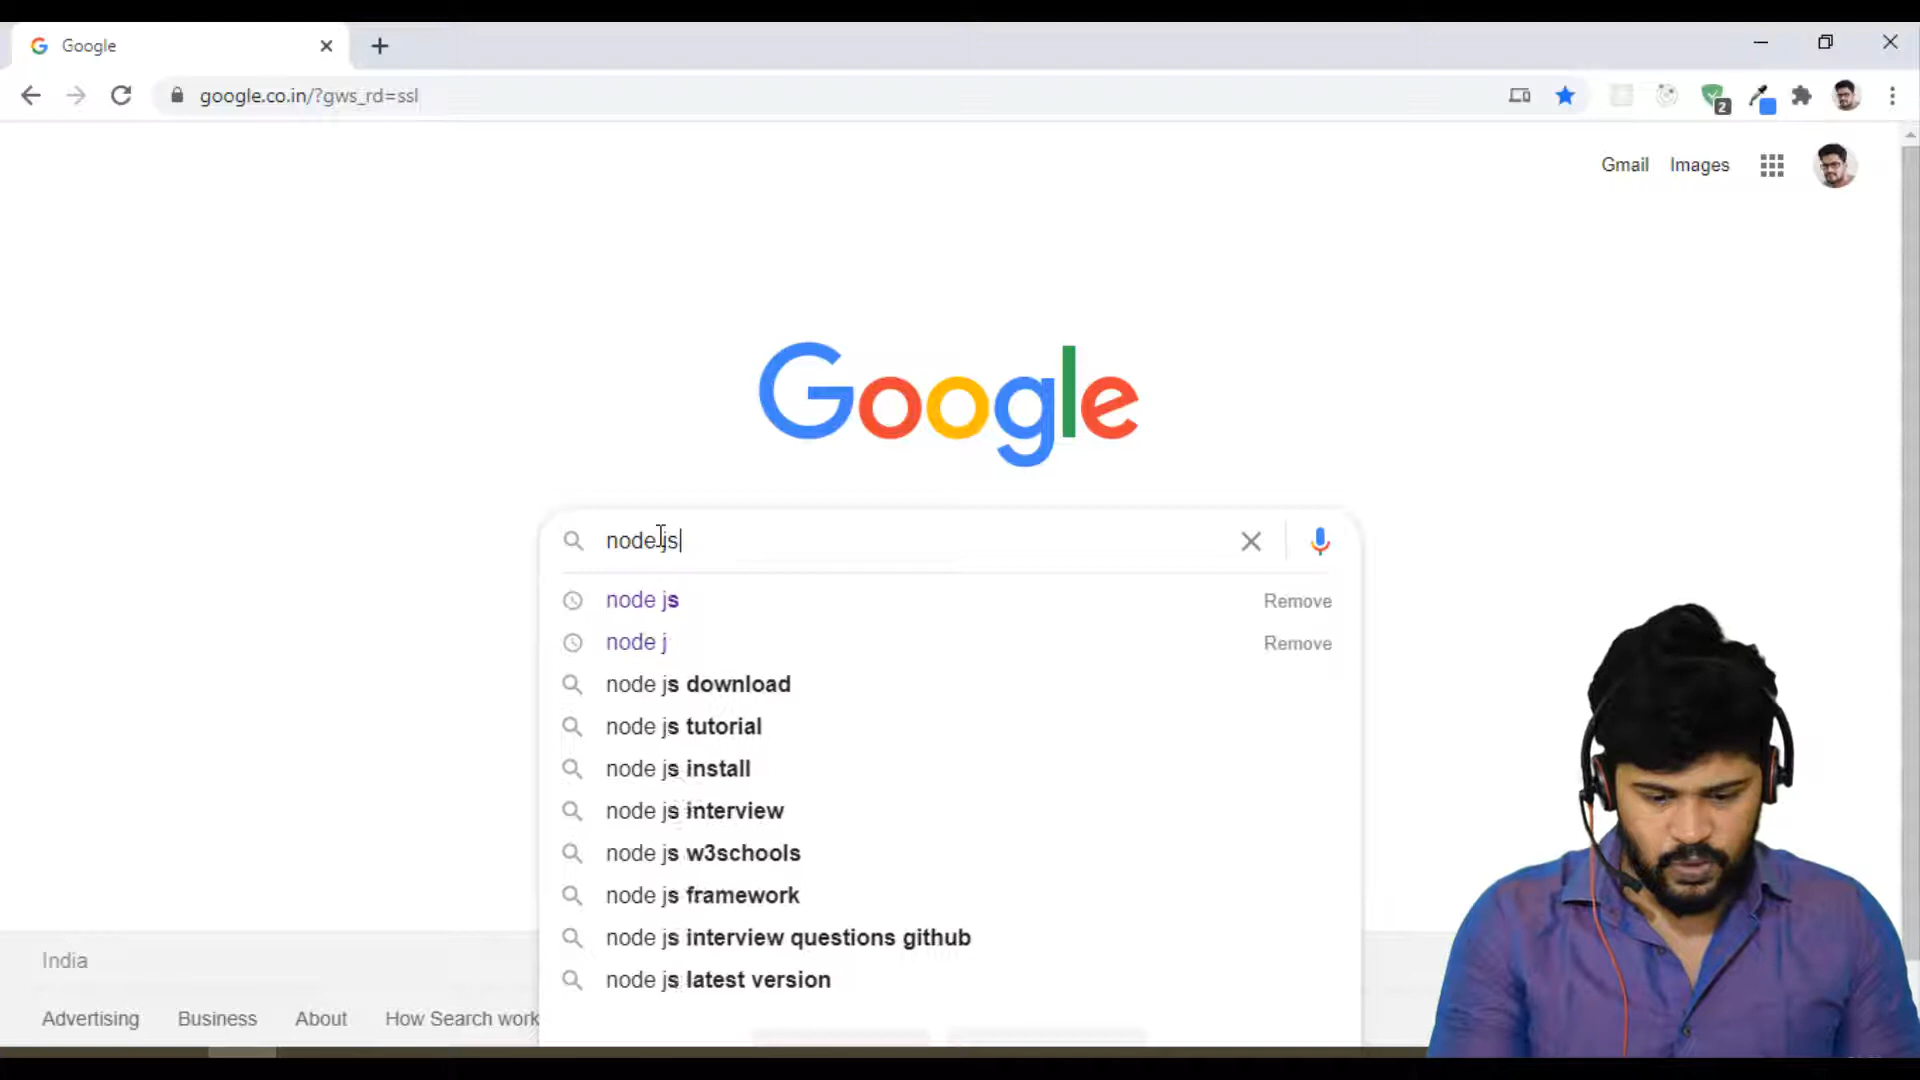 Google
google.co.in/?gws_rd=ssl
2
Gmail Images
Google
node js
node js Remove
node j Remove
node js download
node js tutorial
node js install
node js interview
node js w3schools
node js framework
node js interview questions github
node js latest version
India
Advertising Business About How Search work